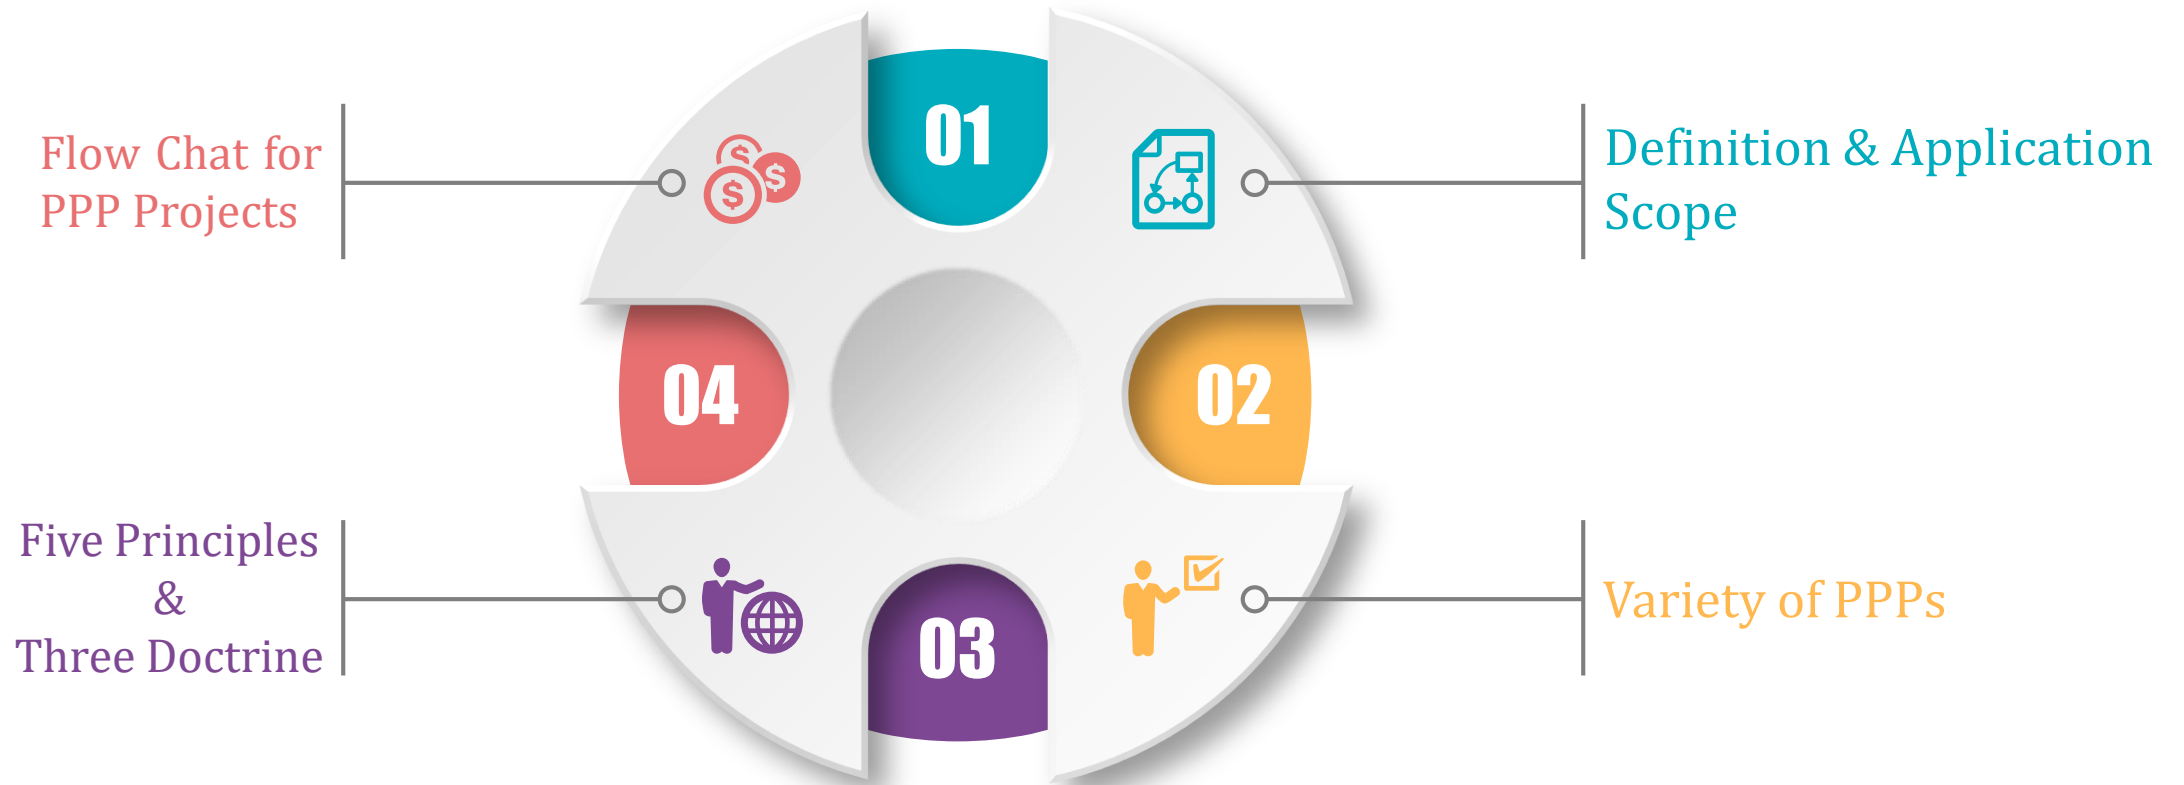 01
Definition & Application
Scope
02
Variety of PPPs
03
Five Principles
&
Three Doctrine
04
Flow Chat for
PPP Projects
$
$
$